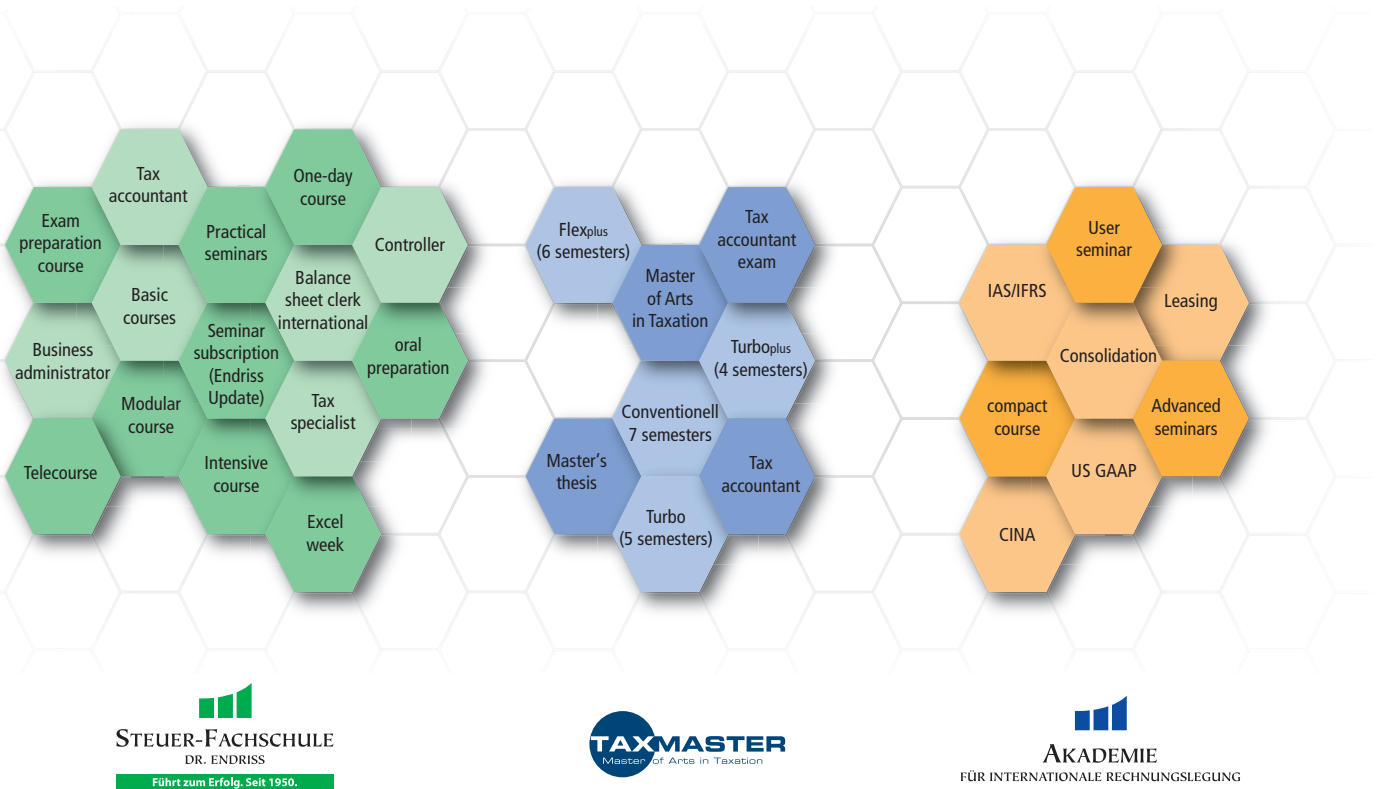 Tax
accountant
One-day
course
Exam
preparation
course
Practical
seminars
Controller
Basic
courses
Balance
sheet clerk
international
Business
administrator
Seminar
subscription
(Endriss
Update)
oral
preparation
Modular
course
Tax
specialist
Telecourse
Intensive
course
Excel
week
Flexplus
(6 semesters)
Tax
accountant
exam
Master
of Arts
in Taxation
Turboplus
(4 semesters)
Conventionell
7 semesters
Master's
thesis
Tax
accountant
Turbo
(5 semesters)
User
seminar
IAS/IFRS
Leasing
Consolidation
compact
course
Advanced
seminars
US GAAP
CINA
STEUER-FACHSCHULE
DR. ENDRISS
Führt zum Erfolg. Seit 1950.
TAXMASTER
Master of Arts in Taxation
AKADEMIE
FÜR INTERNATIONALE RECHNUNGSLEGUNG